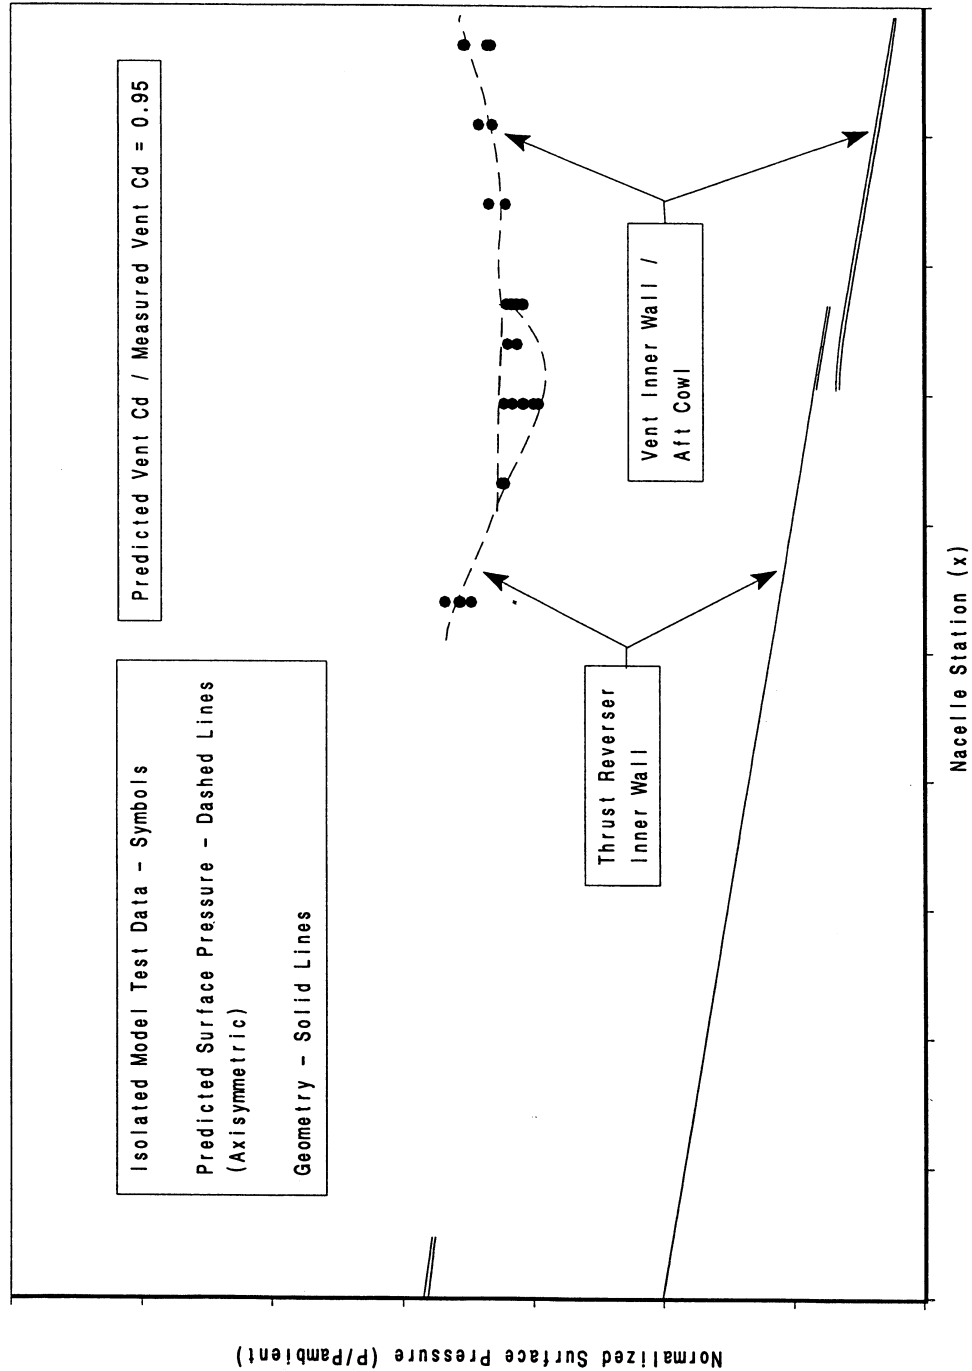 Predicted Vent Cd / Measured Vent Cd = 0.95
Isolated Model Test Data - Symbols
Predicted Surface Pressure - Dashed Lines
(Axisymmetric)
Geometry - Solid Lines
Vent Inner Wall /
Aft Cowl
Thrust Reverser
Inner Wall
Nacelle Station (x)
Normalized Surface Pressure (P/Pambient)